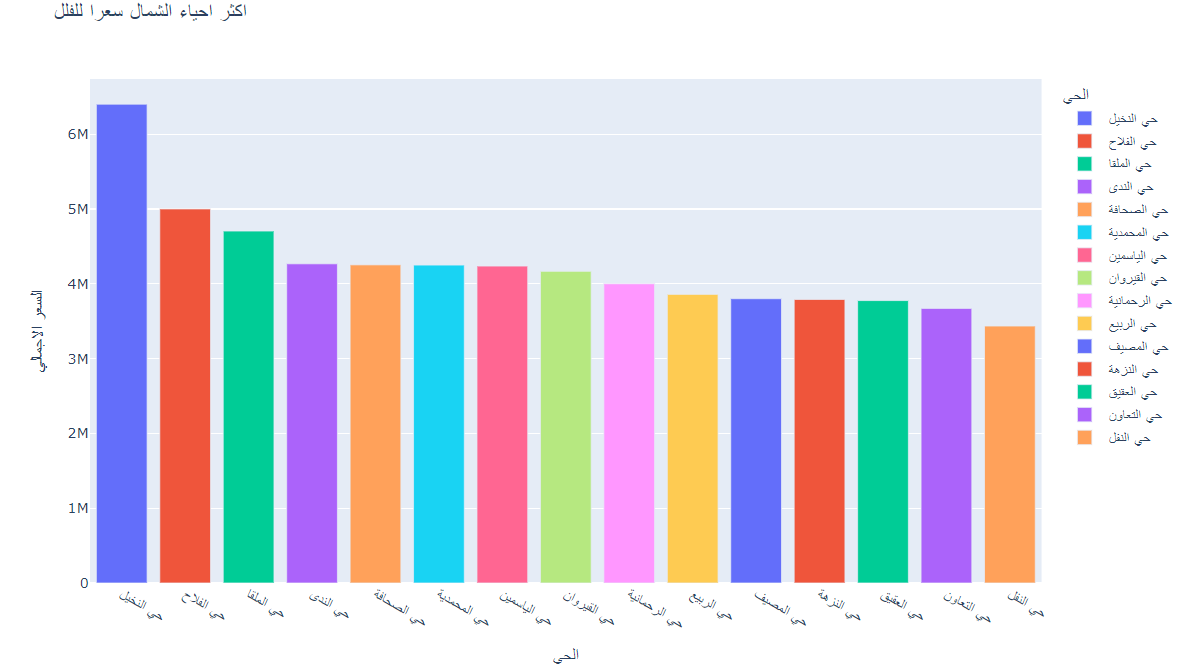 اكثر احياء الشمال سعرا للفلل
السعر الاجمالي
6M
5M
4M
3M
2M
1M
0
حي النخيل
حي الفلاح
حي الملقا
حي الندى
حي الصحافة
حي المحمدية
حي الياسمين
حي القيروان
حي الرحمانية
حي الربيع
حي المصيف
حي النزهة
حي العقيق
حي التعاون
حي النفل
الحي
الحي
حي النخيل
حي الفلاح
حي الملقا
حي الندى
حي الصحافة
حي المحمدية
حي الياسمين
حي القيروان
حي الرحمانية
حي الربيع
حي المصيف
حي النزهة
حي العقيق
حي التعاون
حي النفل